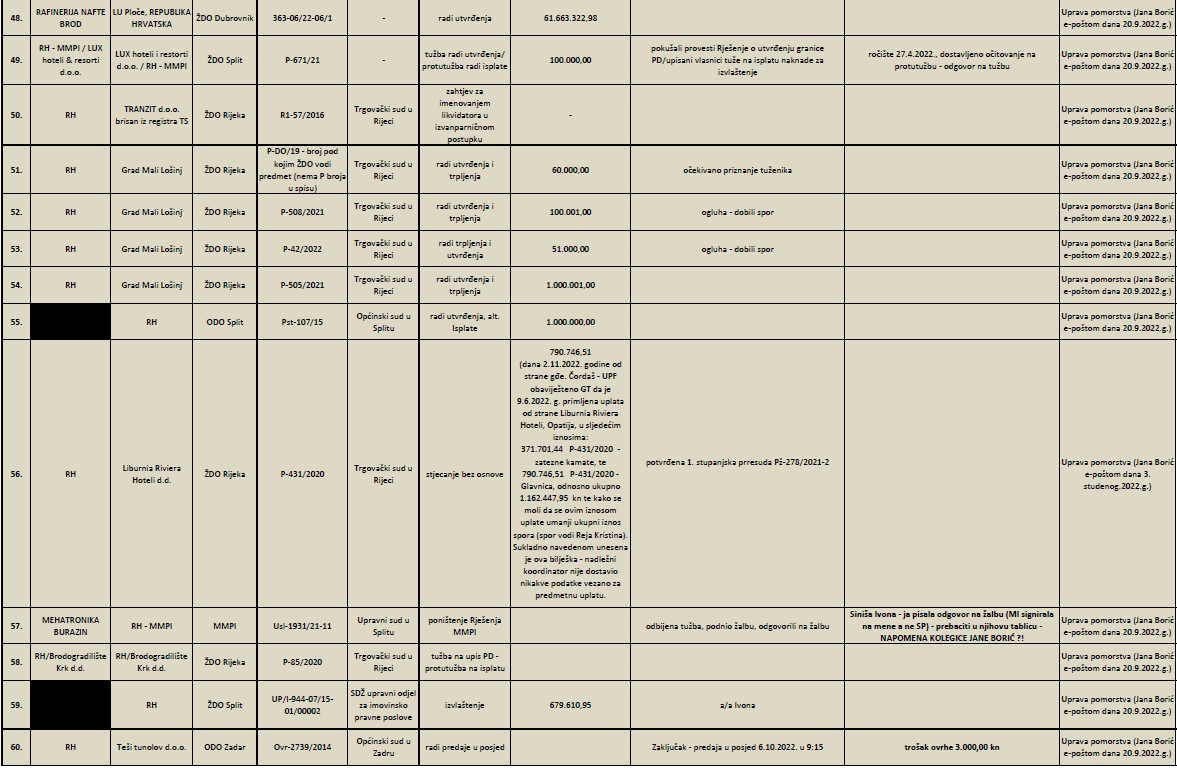 48. RAFINERIJA NAFTE BROD LU Ploče, REPUBLIKA HRVATSKA ŽDO Dubrovnik 363-06/22-06/1 - radi utvrđenja 61.663.322,98 Uprava pomorstva (Jana Borić e-poštom dana 20.9.2022.g.)
49. RH - MMPI / LUX hoteli & resorti d.o.o. LUX hoteli i restorti d.o.o. / RH - MMPI ŽDO Split P-671/21 - tužba radi utvrđenja/ protutužba radi isplate 100.000,00 pokušali provesti Rješenje o utvrđenju granice PD/upisani vlasnici tuže na isplatu naknade za izvlaštenje ročište 27.4.2022., dostavljeno očitovanje na protutužbu - odgovor na tužbu Uprava pomorstva (Jana Borić e-poštom dana 20.9.2022.g.)
50. RH TRANZIT d.o.o. brisan iz registra TS ŽDO Rijeka R1-57/2016 Trgovački sud u Rijeci zahtjev za imenovanjem likvidatora u izvanparničnom postupku - Uprava pomorstva (Jana Borić e-poštom dana 20.9.2022.g.)
51. RH Grad Mali Lošinj ŽDO Rijeka P-DO/19 - broj pod kojim ŽDO vodi predmet (nema P broja u spisu) Trgovački sud u Rijeci radi utvrđenja i trpljenja 60.000,00 očekivano priznanje tuženika Uprava pomorstva (Jana Borić e-poštom dana 20.9.2022.g.)
52. RH Grad Mali Lošinj ŽDO Rijeka P-508/2021 Trgovački sud u Rijeci radi utvrđenja i trpljenja 100.001,00 ogluha - dobili spor Uprava pomorstva (Jana Borić e-poštom dana 20.9.2022.g.)
53. RH Grad Mali Lošinj ŽDO Rijeka P-42/2022 Trgovački sud u Rijeci radi trpljenja i utvrđenja 51.000,00 ogluha - dobili spor Uprava pomorstva (Jana Borić e-poštom dana 20.9.2022.g.)
54. RH Grad Mali Lošinj ŽDO Rijeka P-505/2021 Trgovački sud u Rijeci radi utvrđenja i trpljenja 1.000.001,00 Uprava pomorstva (Jana Borić e-poštom dana 20.9.2022.g.)
55. RH ODO Split Pst-107/15 Općinski sud u Splitu radi utvrđenja, alt. Isplate 1.000.000,00 Uprava pomorstva (Jana Borić e-poštom dana 20.9.2022.g.)
56. RH Liburnia Riviera Hoteli d.d. ŽDO Rijeka P-431/2020 Trgovački sud u Rijeci stjecanje bez osnove 790.746,51
(dana 2.11.2022. godine od
strane gđe. Čordaš - UPF
obaviješteno GT da je
9.6.2022. g. primljena uplata
od strane Liburnia Riviera
Hoteli, Opatija, u sljedećim
iznosima:
371.701,44 P-431/2020 -
zatezne kamate, te
790.746,51 P-431/2020 -
Glavnica, odnosno ukupno
1.162.447,95 kn te kako se
moli da se ovim iznosom
uplate umanji ukupni iznos
spora (spor vodi Reja Kristina).
Sukladno navedenom unesena
je ova bilješka - nadležni
koordinator nije dostavio
nikakve podatke vezano za
predmetnu uplatu.
potvrđena 1. stupanjska prresuda Pž-278/2021-2 Uprava pomorstva (Jana Borić e-poštom dana 3. studenog.2022.g.)
57. MEHATRONIKA BURAZIN RH - MMPI MMPI UsI-1931/21-11 Upravni sud u Splitu poništenje Rješenja MMPI odbijena tužba, podnio žalbu, odgovorili na žalbu Siniša Ivona - ja pisala odgovor na žalbu (MI signirala na mene a ne SP) - prebaciti u njihovu tablicu - NAPOMENA KOLEGICE JANE BORIĆ ?! Uprava pomorstva (Jana Borić e-poštom dana 20.9.2022.g.)
58. RH/Brodogradilište Krk d.d. RH/Brodogradilište Krk d.d. ŽDO Rijeka P-85/2020 Trgovački sud u Rijeci tužba na upis PD - protutužba na isplatu Uprava pomorstva (Jana Borić e-poštom dana 20.9.2022.g.)
59. RH ŽDO Split UP/I-944-07/15-01/00002 SDŽ upravni odjel za imovinsko pravne poslove izvlaštenje 679.610,95 a/a Ivona Uprava pomorstva (Jana Borić e-poštom dana 20.9.2022.g.)
60. RH Teši tunolov d.o.o. ODO Zadar Ovr-2739/2014 Općinski sud u Zadru radi predaje u posjed Zaključak - predaja u posjed 6.10.2022. u 9:15 trošak ovrhe 3.000,00 kn Uprava pomorstva (Jana Borić e-poštom dana 20.9.2022.g.)